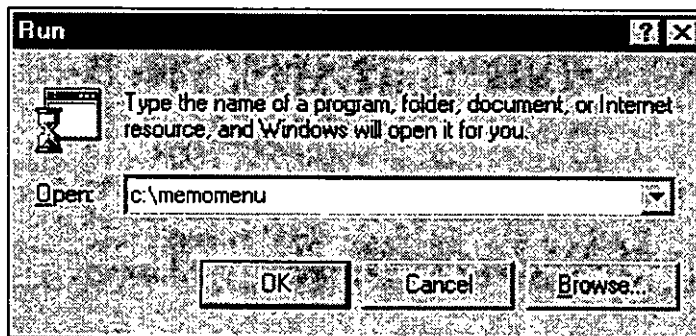 Run ? X
Type the name of a program, folder, document, or Internet
resource, and Windows will open it for you.
Open: c:\memomenu
OK Cancel Browse...